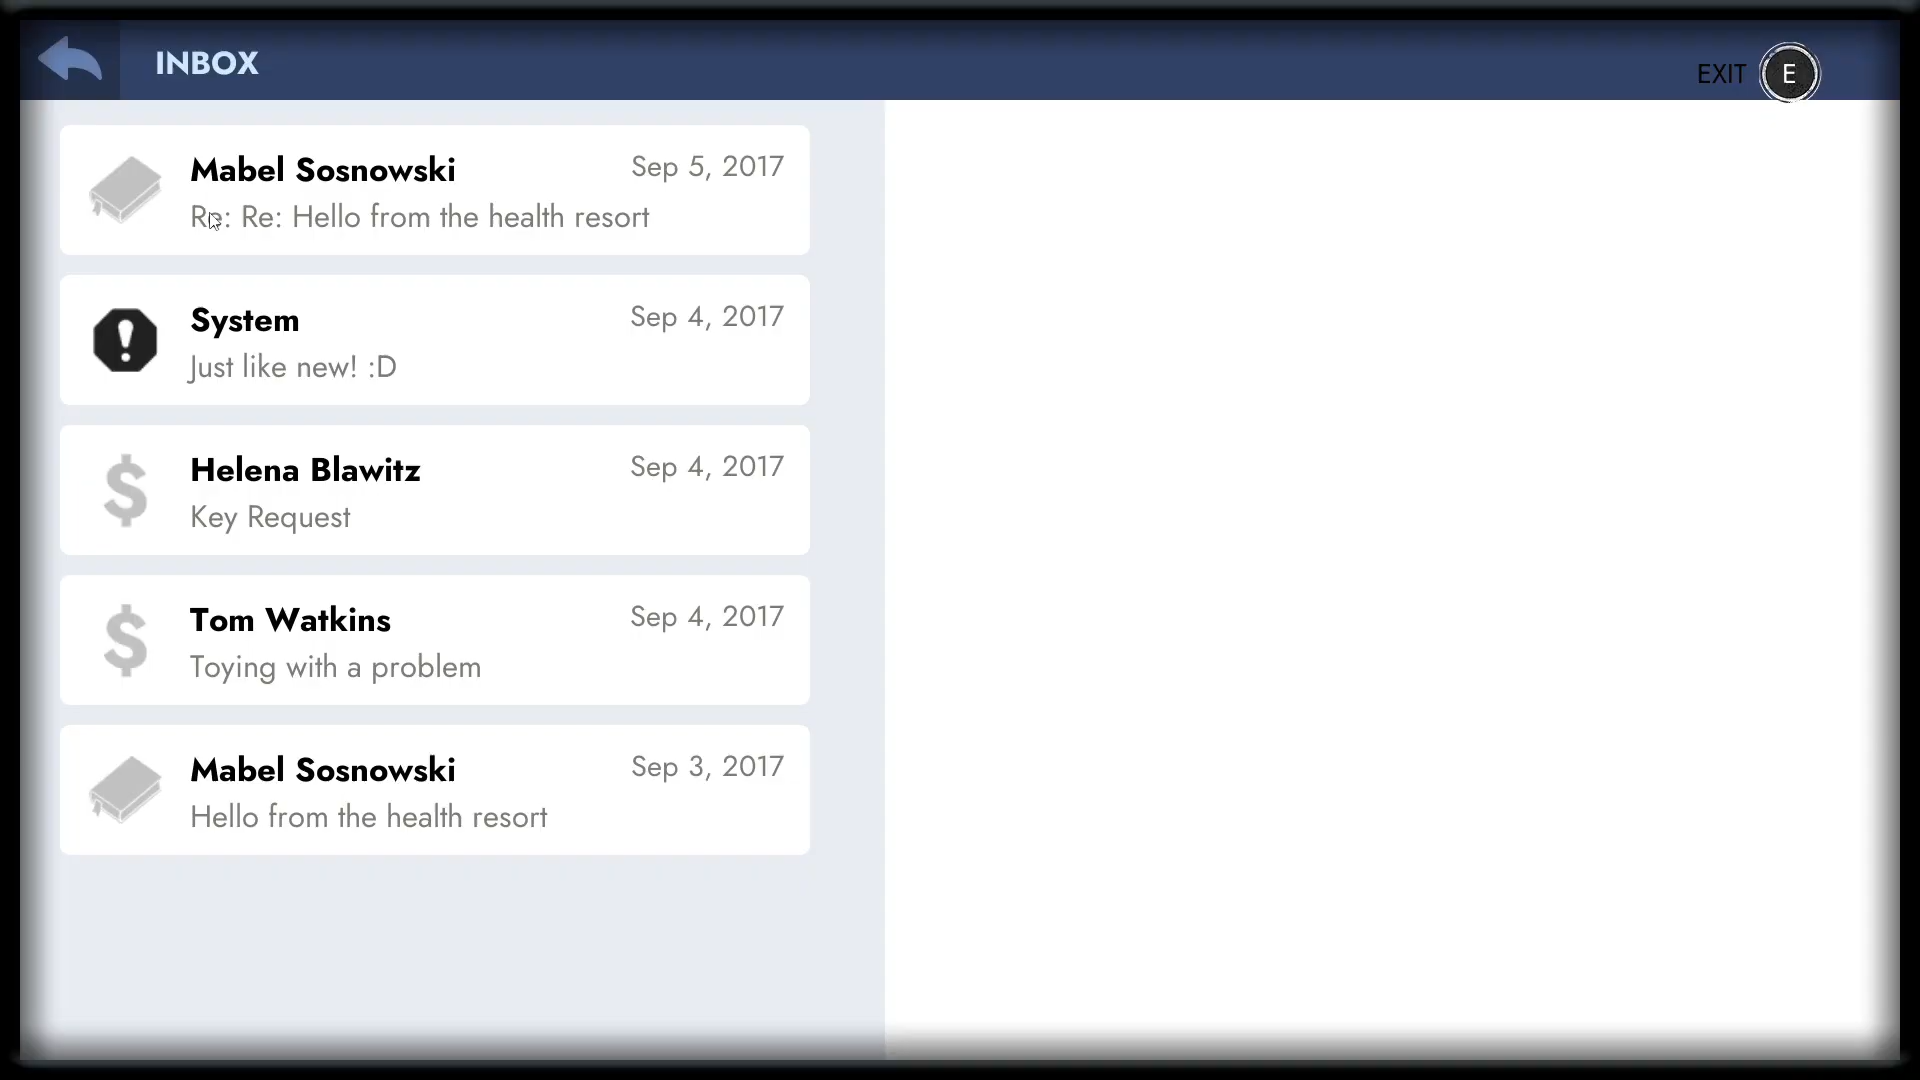 INBOX
EXIT E
Mabel Sosnowski Sep 5, 2017
Re: Re: Hello from the health resort
System Sep 4, 2017
Just like new! :D
Helena Blawitz Sep 4, 2017
Key Request
Tom Watkins Sep 4, 2017
Toying with a problem
Mabel Sosnowski Sep 3, 2017
Hello from the health resort